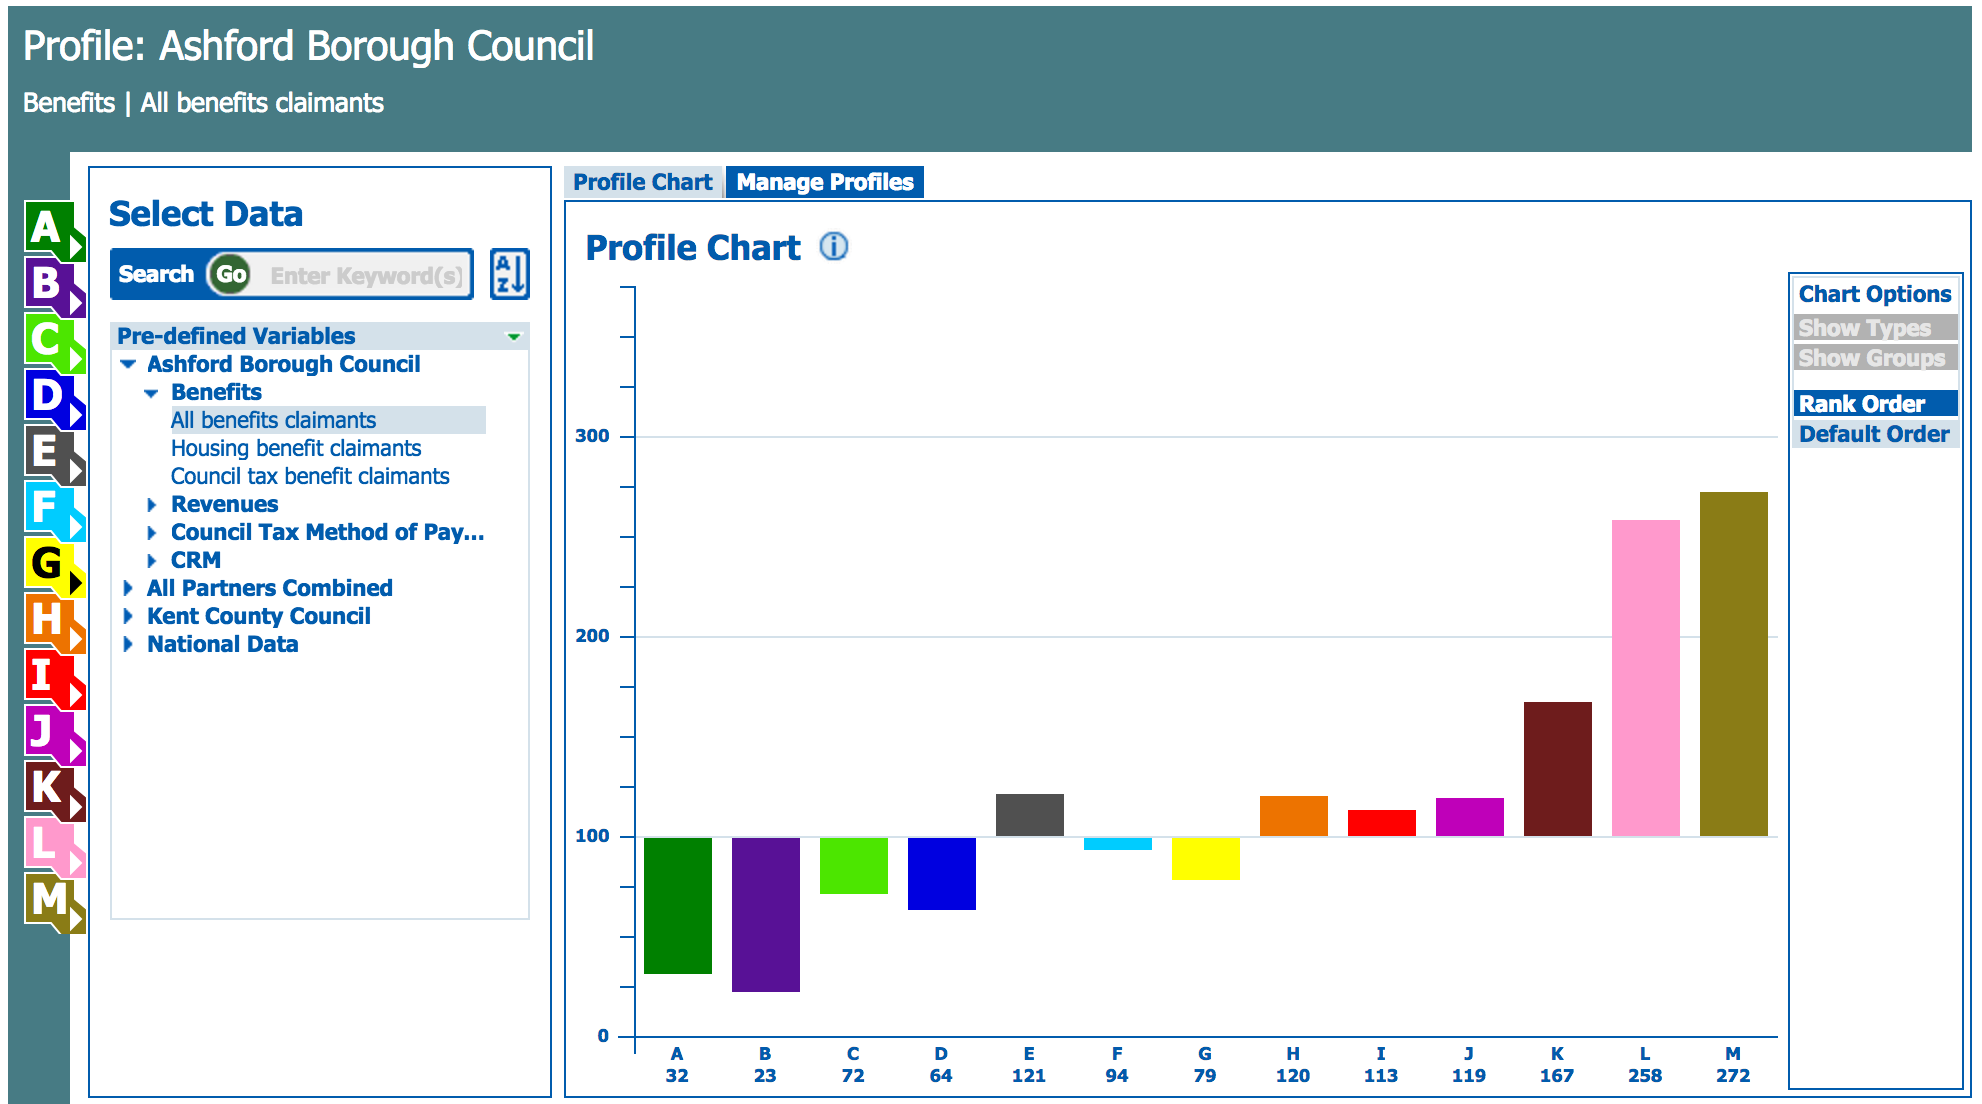 Profile: Ashford Borough Council
Benefits | All benefits claimants
A
B
C
D
E
F
G
H
I
J
K
L
M
Select Data
Search Go Enter Keyword(s)
A
Z
Pre-defined Variables
Ashford Borough Council
Benefits
All benefits claimants
Housing benefit claimants
Council tax benefit claimants
Revenues
Council Tax Method of Pay...
CRM
All Partners Combined
Kent County Council
National Data
Profile Chart Manage Profiles
Profile Chart i
300
200
100
0
A B C D E F G H I J K L M
32 23 72 64 121 94 79 120 113 119 167 258 272
Chart Options
Show Types
Show Groups
Rank Order
Default Order